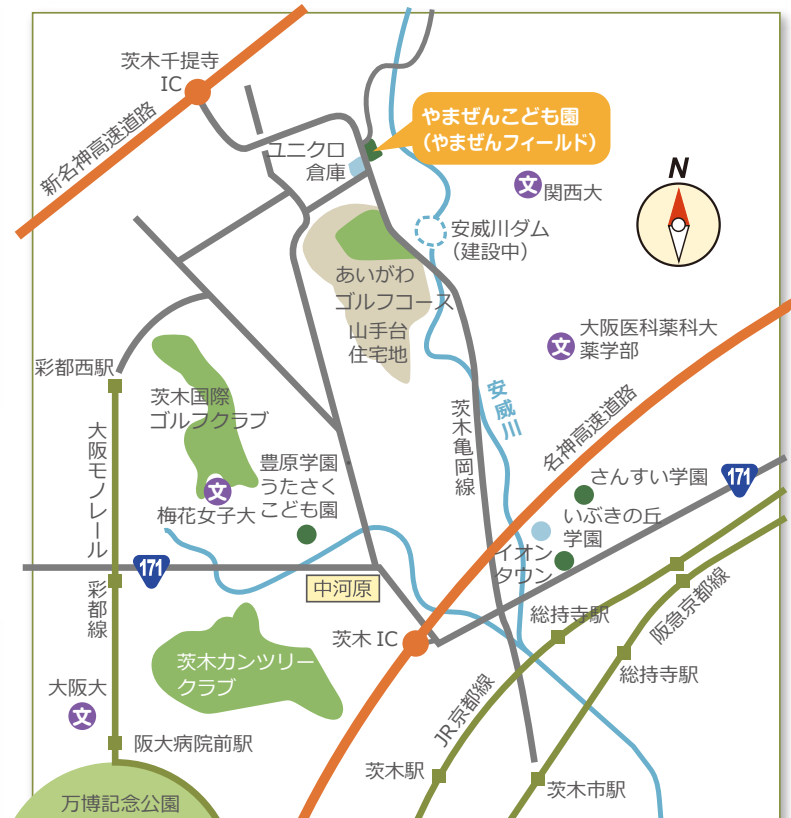 茨木千提寺
IC
新名神高速道路
やまぜんこども園
（やまぜんフィールド）
ユニクロ
倉庫
文
関西大
N
安威川ダム
（建設中）
あいがわ
ゴルフコース
山手台
住宅地
文
大阪医科薬科大
薬学部
彩都西駅
茨木国際
ゴルフクラブ
安威川
茨木亀岡線
名神高速道路
大阪モノレール
彩都線
豊原学園
うたさく
こども園
文
梅花女子大
さんすい学園
171
いぶきの丘
学園
イオン
タウン
171
中河原
茨木 IC
総持寺駅
阪急京都線
総持寺駅
茨木カンツリー
クラブ
大阪大
文
JR京都線
阪大病院前駅
茨木駅
茨木市駅
万博記念公園